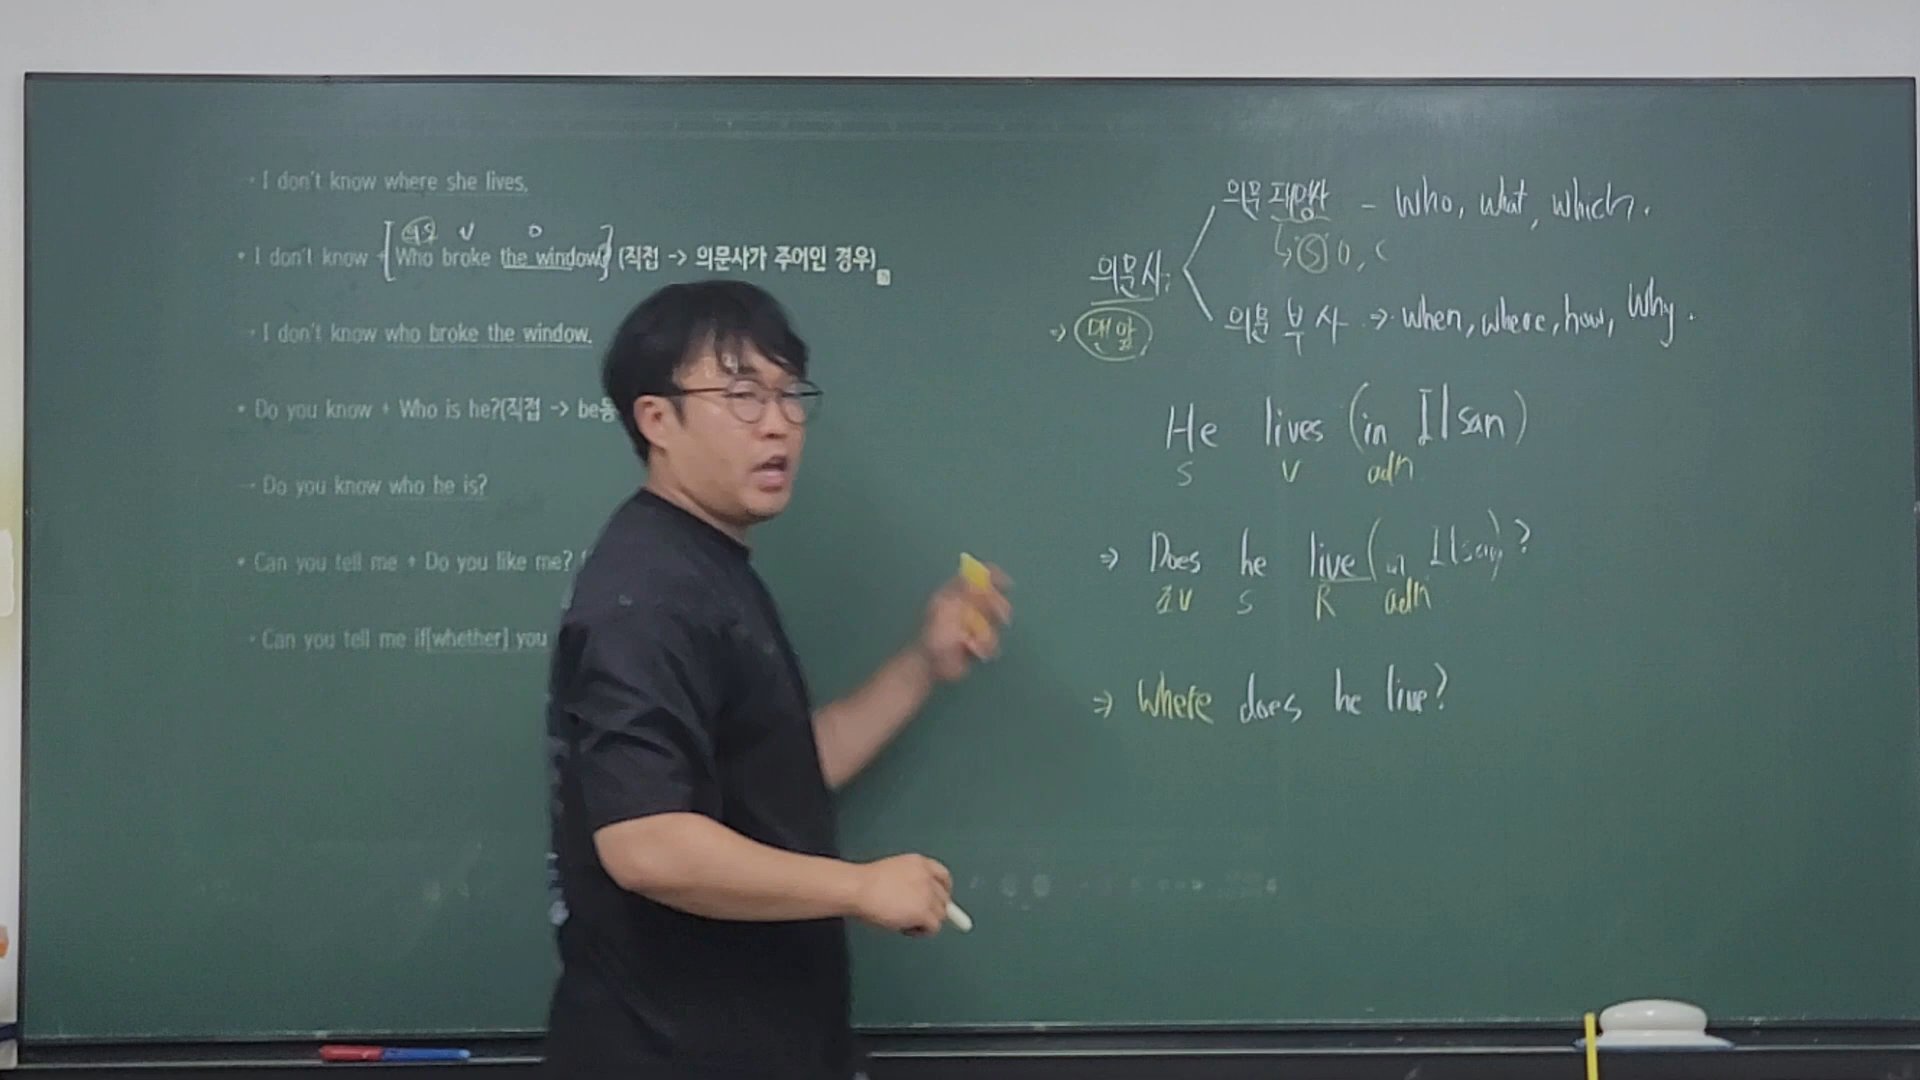 · I don't know where she lives.
의주 V O
• I don't know + [Who broke the window] (직접 -> 의문사가 주어인 경우)
→ I don't know who broke the window.
• Do you know + Who is he?(직접 -> be동
→ Do you know who he is?
• Can you tell me + Do you like me?
· Can you tell me if[whether] you
의문대명사 - who, what, which.
↳ S O, C
의문사:
⇒ 맨 앞
의문 부사 → when, where, how, why.
He lives (in Ilsan)
S V adv
⇒ Does he live (in Ilsan)?
조V S R adv
⇒ Where does he live?